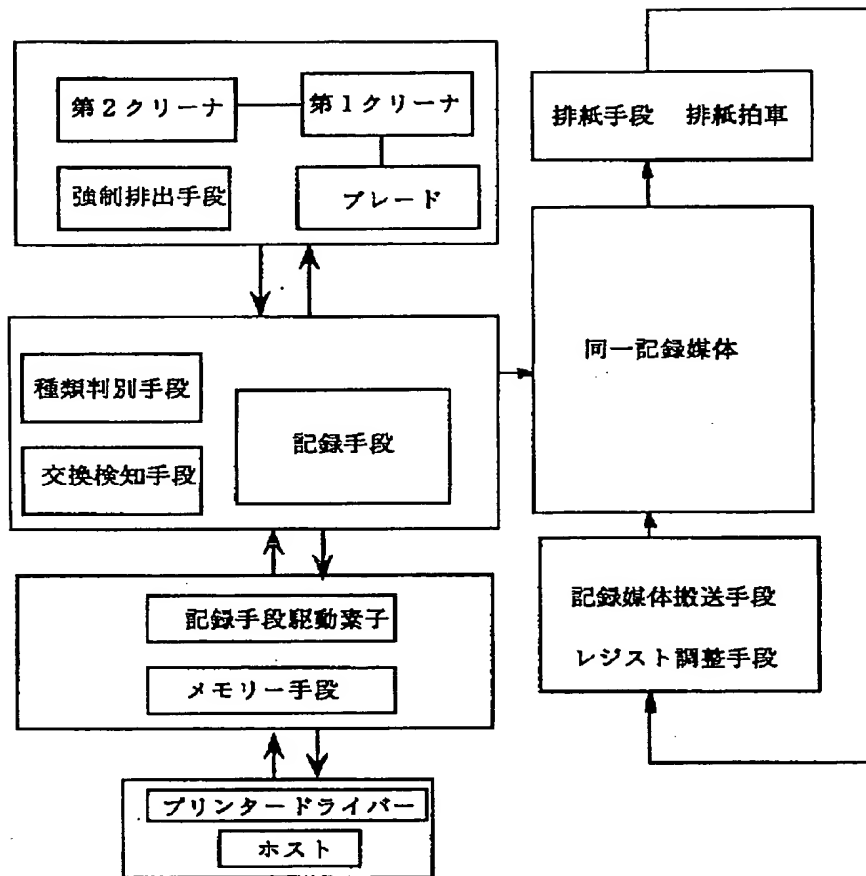 第2クリーナ
第1クリーナ
強制排出手段
ブレード
排紙手段 排紙拍車
同一記録媒体
種類判別手段
記録手段
交換検知手段
記録手段駆動素子
メモリー手段
記録媒体搬送手段
レジスト調整手段
プリンタードライバー
ホスト